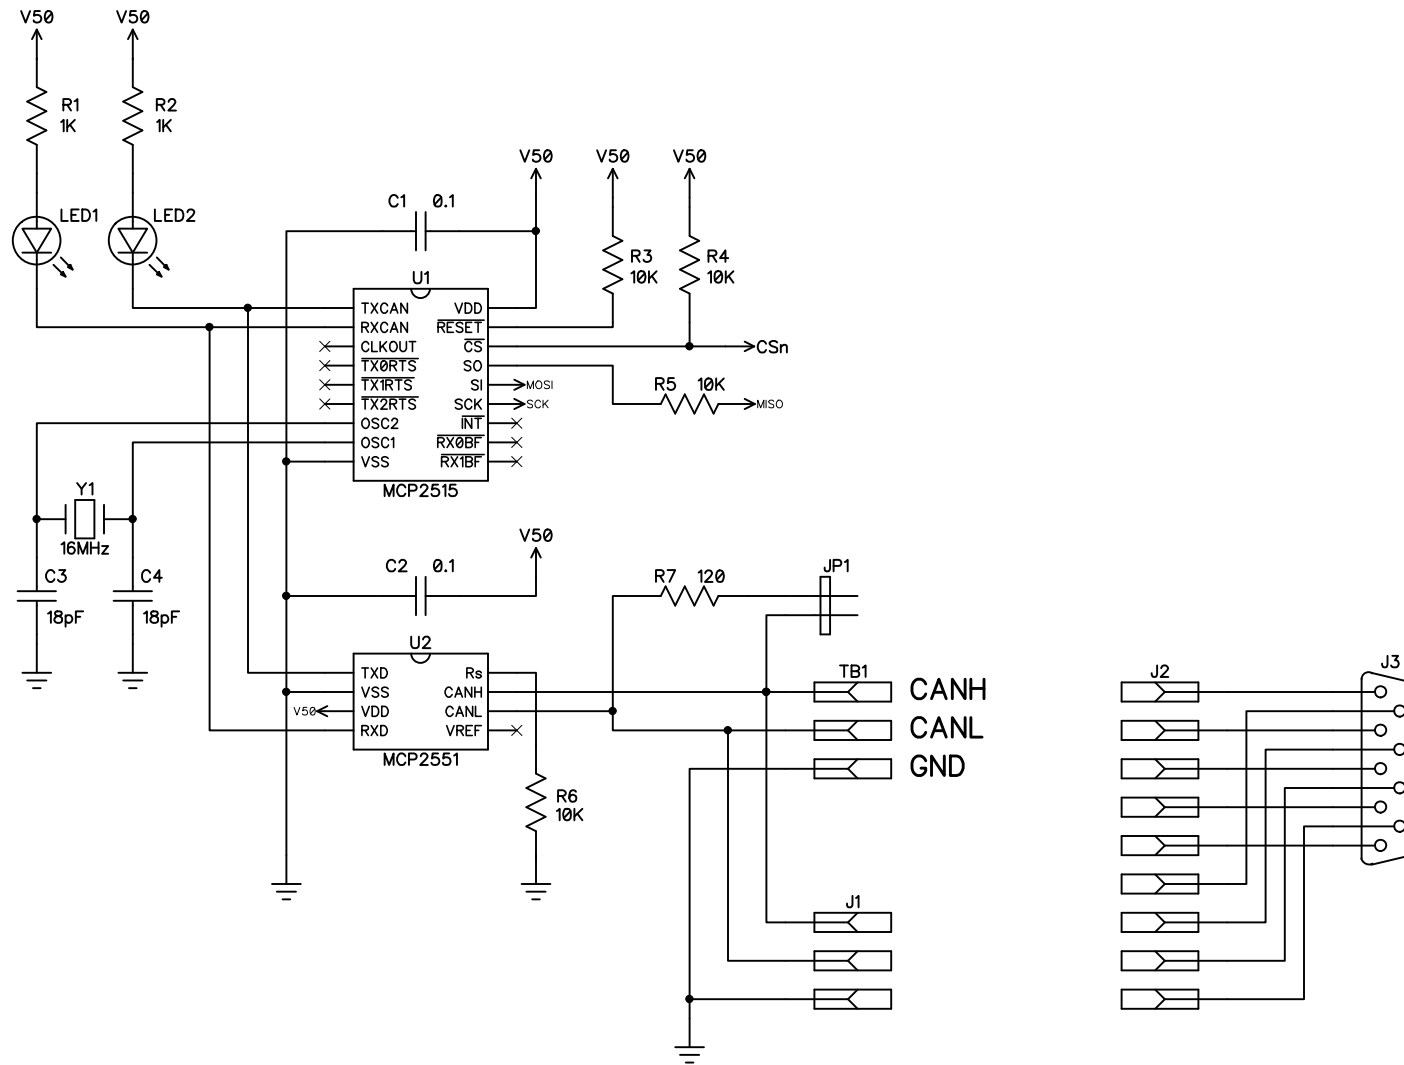 V50 V50
R1 R2
1K 1K
V50 V50 V50
C1 0.1
LED1 LED2
R3 R4
10K 10K
U1
TXCAN VDD
RXCAN RESET
CLKOUT CS CSn
TX0RTS SO
TX1RTS SI MOSI R5 10K
TX2RTS SCK SCK MISO
OSC2 INT
OSC1 RX0BF
VSS RX1BF
Y1 MCP2515
16MHz V50
C2 0.1 JP1
C3 C4 R7 120
18pF 18pF
U2
TXD Rs TB1 J2 J3
VSS CANH CANH
V50 VDD CANL
RXD VREF CANL
MCP2551
GND
R6
10K
J1